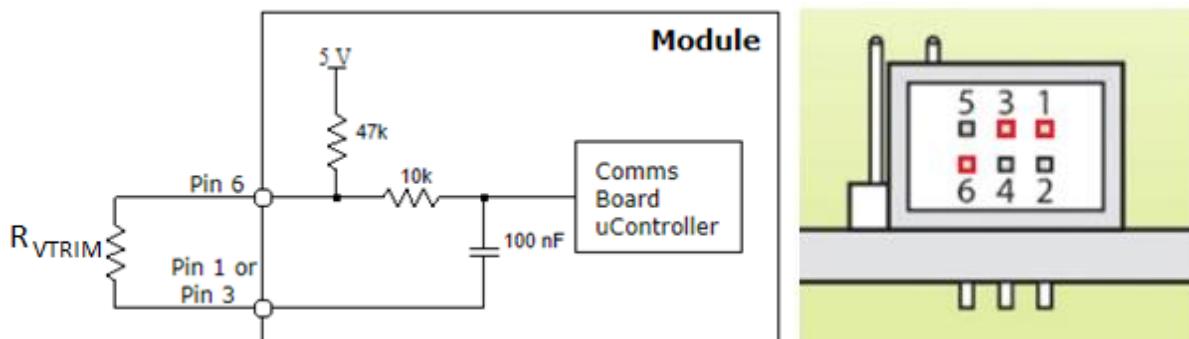 Module
5 V
47k
10k
Pin 6
Comms
Board
uController
R VTRIM
100 nF
Pin 1 or
Pin 3
5 3 1
6 4 2